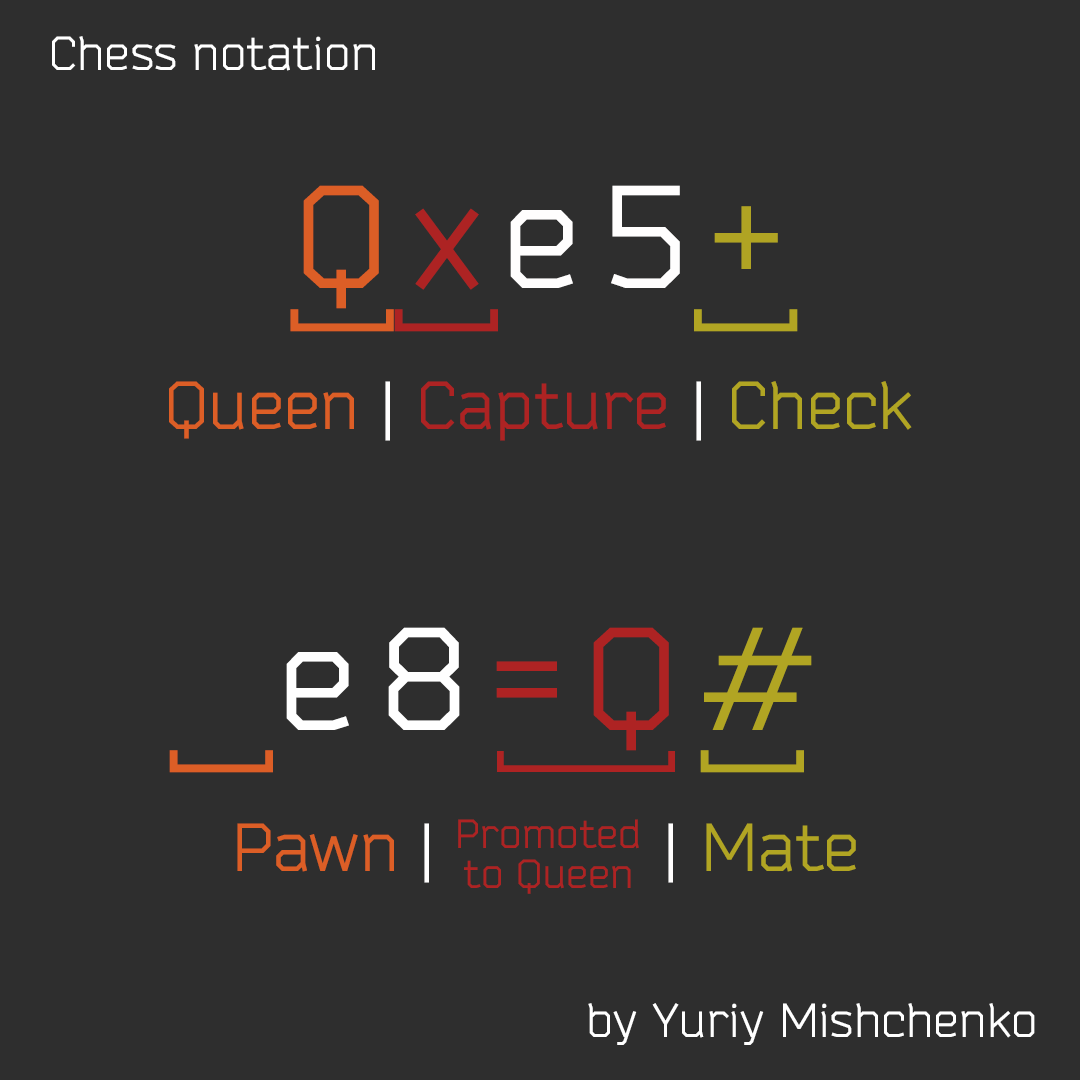 Chess notation
Qxe5+
Queen | Capture | Check
e8=Q#
Pawn | Promoted to Queen | Mate
by Yuriy Mishchenko